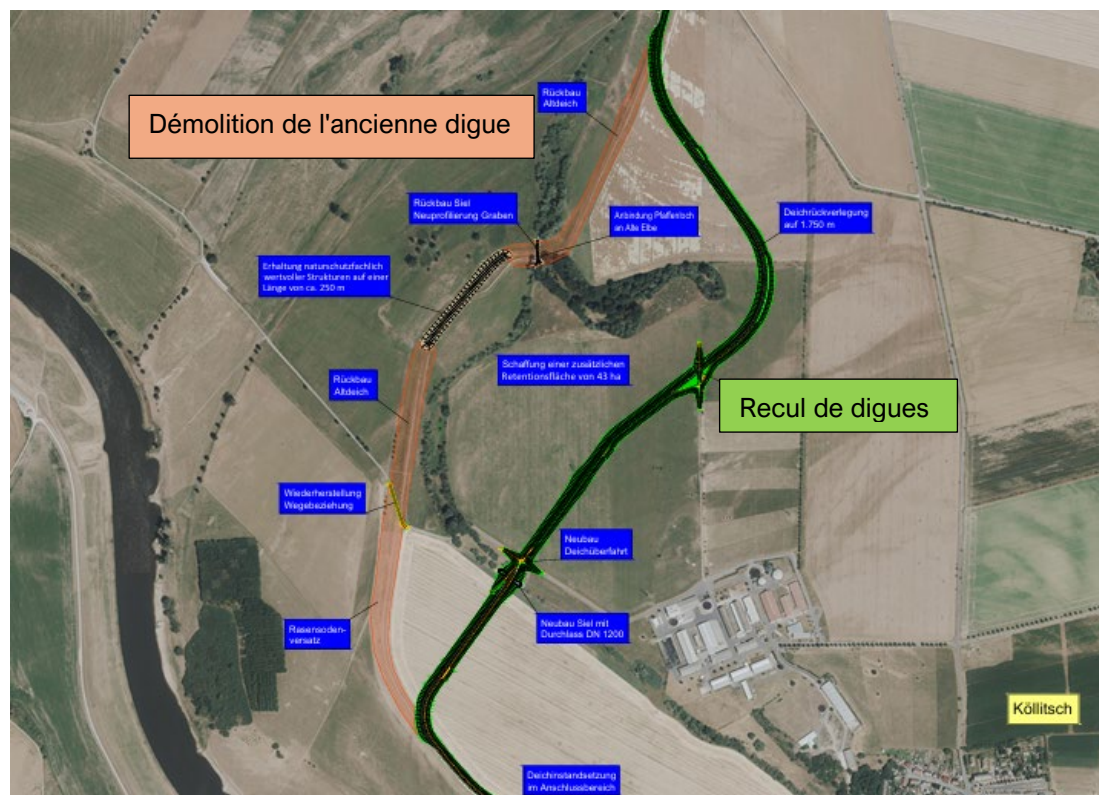 Rückbau
Altdeich
Démolition de l'ancienne digue
Rückbau Siel
Neuprofilierung Graben
Anbindung Pfaffenloch
an Alte Elbe
Deichrückverlegung
auf 1.750 m
Erhaltung naturschutzfachlich
wertvoller Strukturen auf einer
Länge von ca. 250 m
Schaffung einer zusätzlichen
Retentionsfläche von 43 ha
Rückbau
Altdeich
Recul de digues
Wiederherstellung
Wegebeziehung
Neubau
Deichüberfahrt
Rasensoden-
versatz
Neubau Siel mit
Durchlass DN 1200
Köllitsch
Deichinstandsetzung
im Anschlussbereich